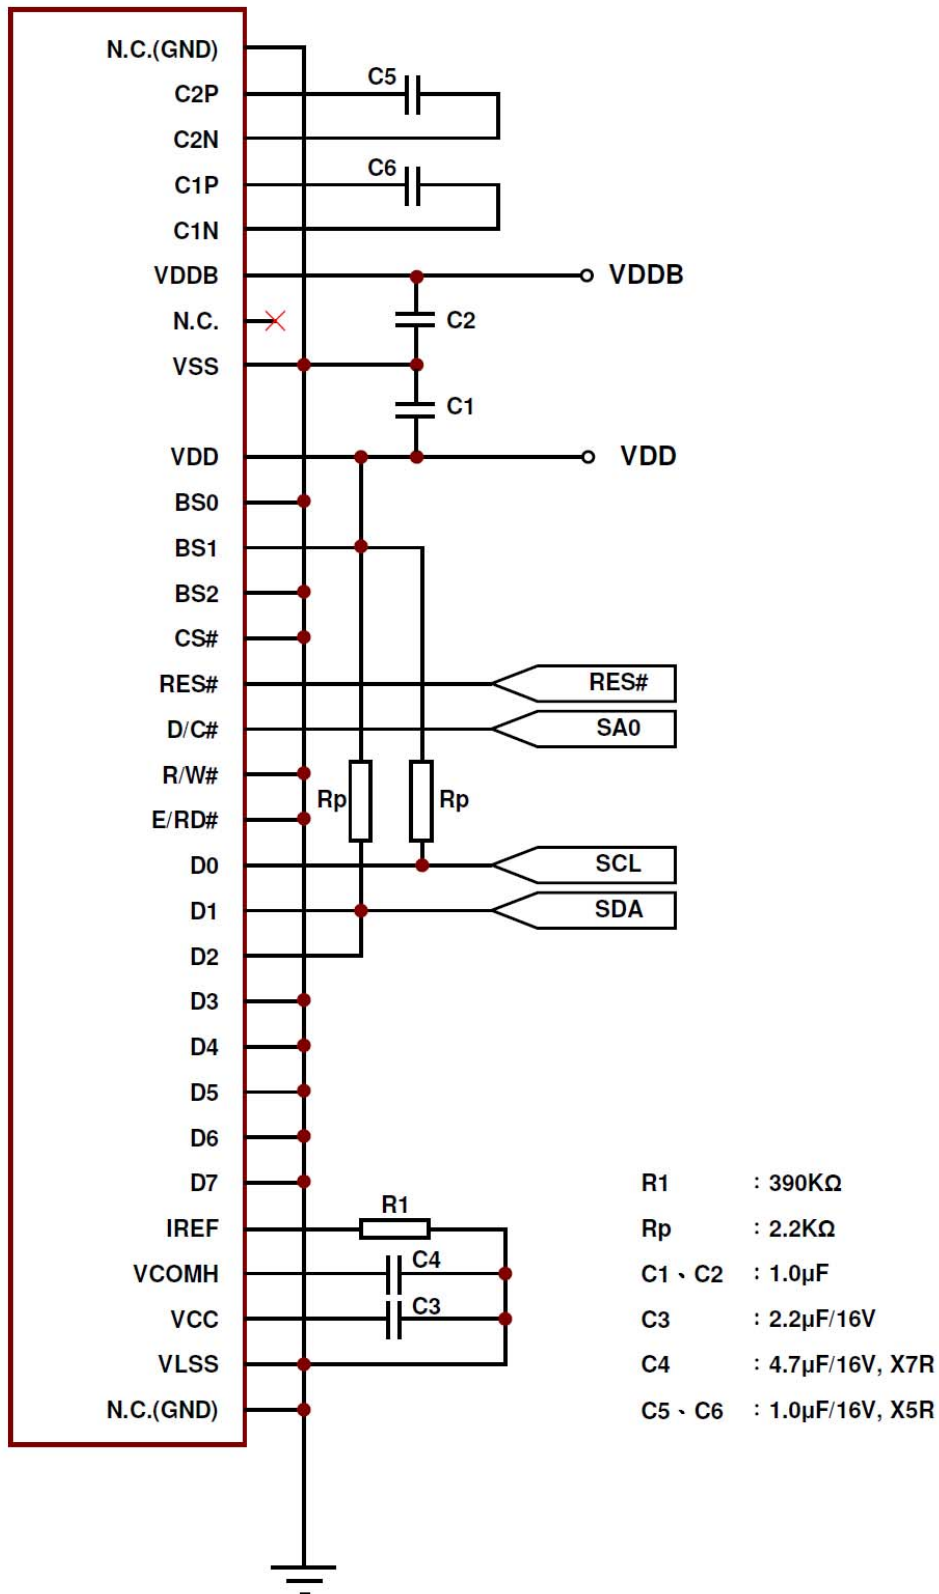 N.C.(GND)
C2P
C5
C2N
C1P
C6
C1N
VDDB
VDDB
N.C.
C2
VSS
C1
VDD
VDD
BS0
BS1
BS2
CS#
RES#
RES#
D/C#
SA0
R/W#
Rp
Rp
E/RD#
D0
SCL
D1
SDA
D2
D3
D4
D5
D6
D7
R1 : 390KΩ
R1
IREF
Rp : 2.2KΩ
C4
VCOMH
C1、C2 : 1.0µF
C3
VCC
C3 : 2.2µF/16V
VLSS
C4 : 4.7µF/16V, X7R
N.C.(GND)
C5、C6 : 1.0µF/16V, X5R